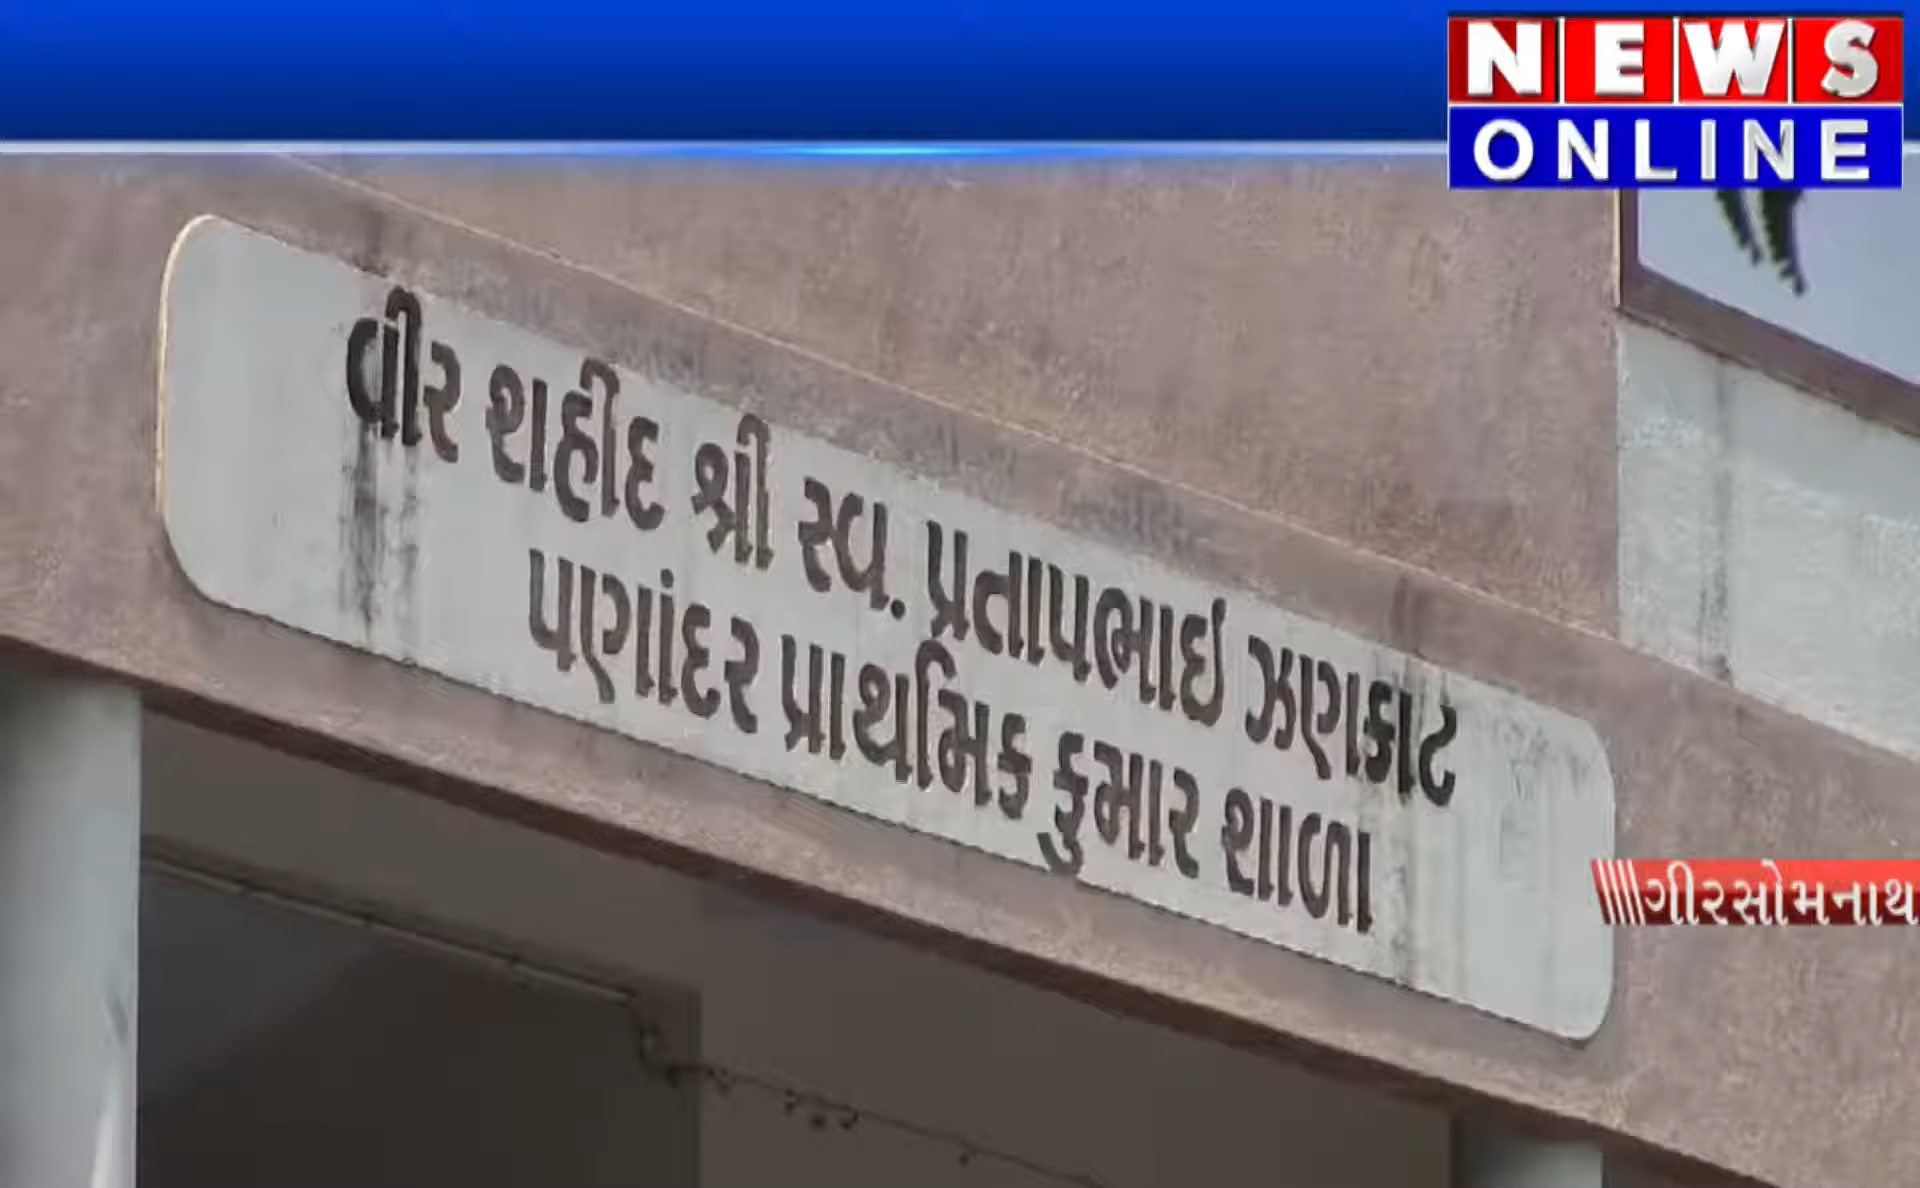 NEWS
ONLINE
વીર શહીદ શ્રી સ્વ. પ્રતાપભાઇ ઝણકાટ
પણાંદર પ્રાથમિક કુમાર શાળા
ગીરસોમનાથ